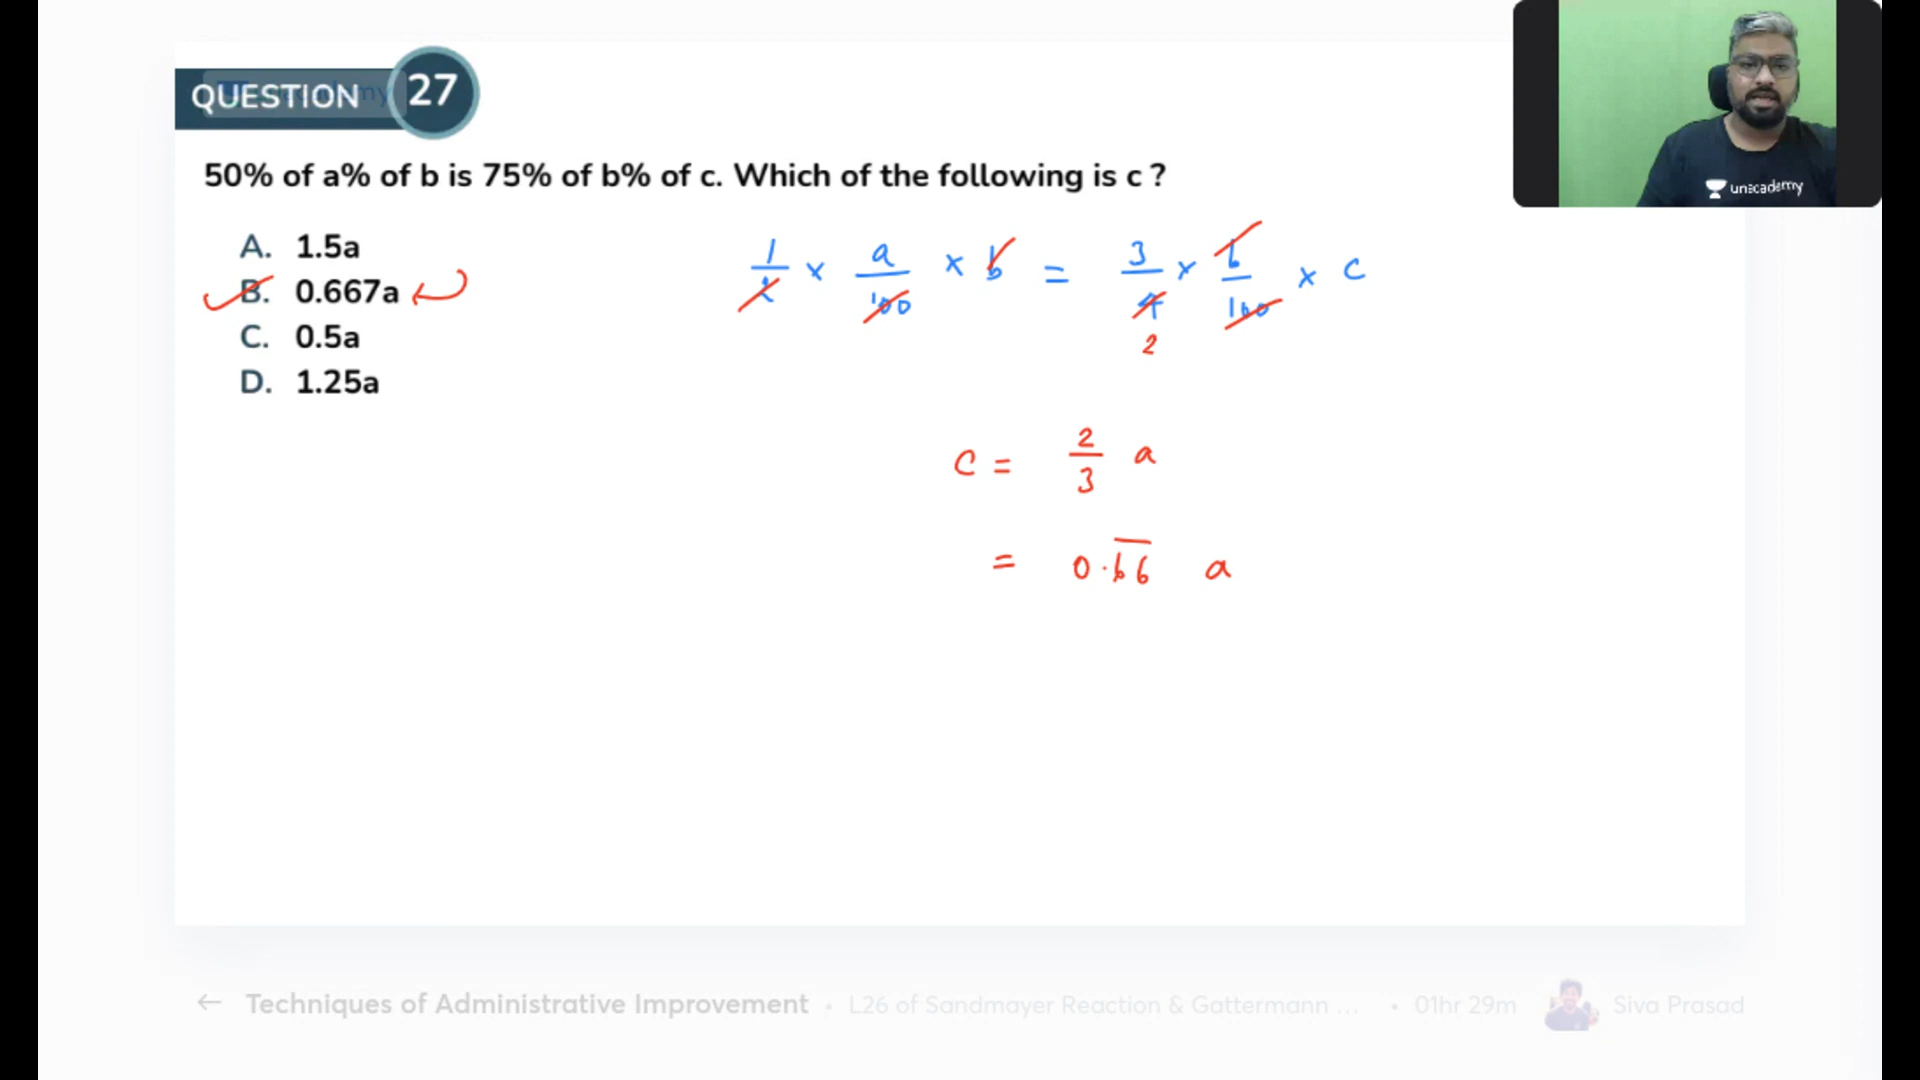 QUESTION 27
unacademy
50% of a% of b is 75% of b% of c. Which of the following is c ?
A. 1.5a
B. 0.667a
C. 0.5a
D. 1.25a
1/2 × a/100 × b = 3/4 × b/100 × c
2
c = 2/3 a
= 0.66 a
← Techniques of Administrative Improvement • L26 of Sandmayer Reaction & Gattermann ... • 01hr 29m Siva Prasad